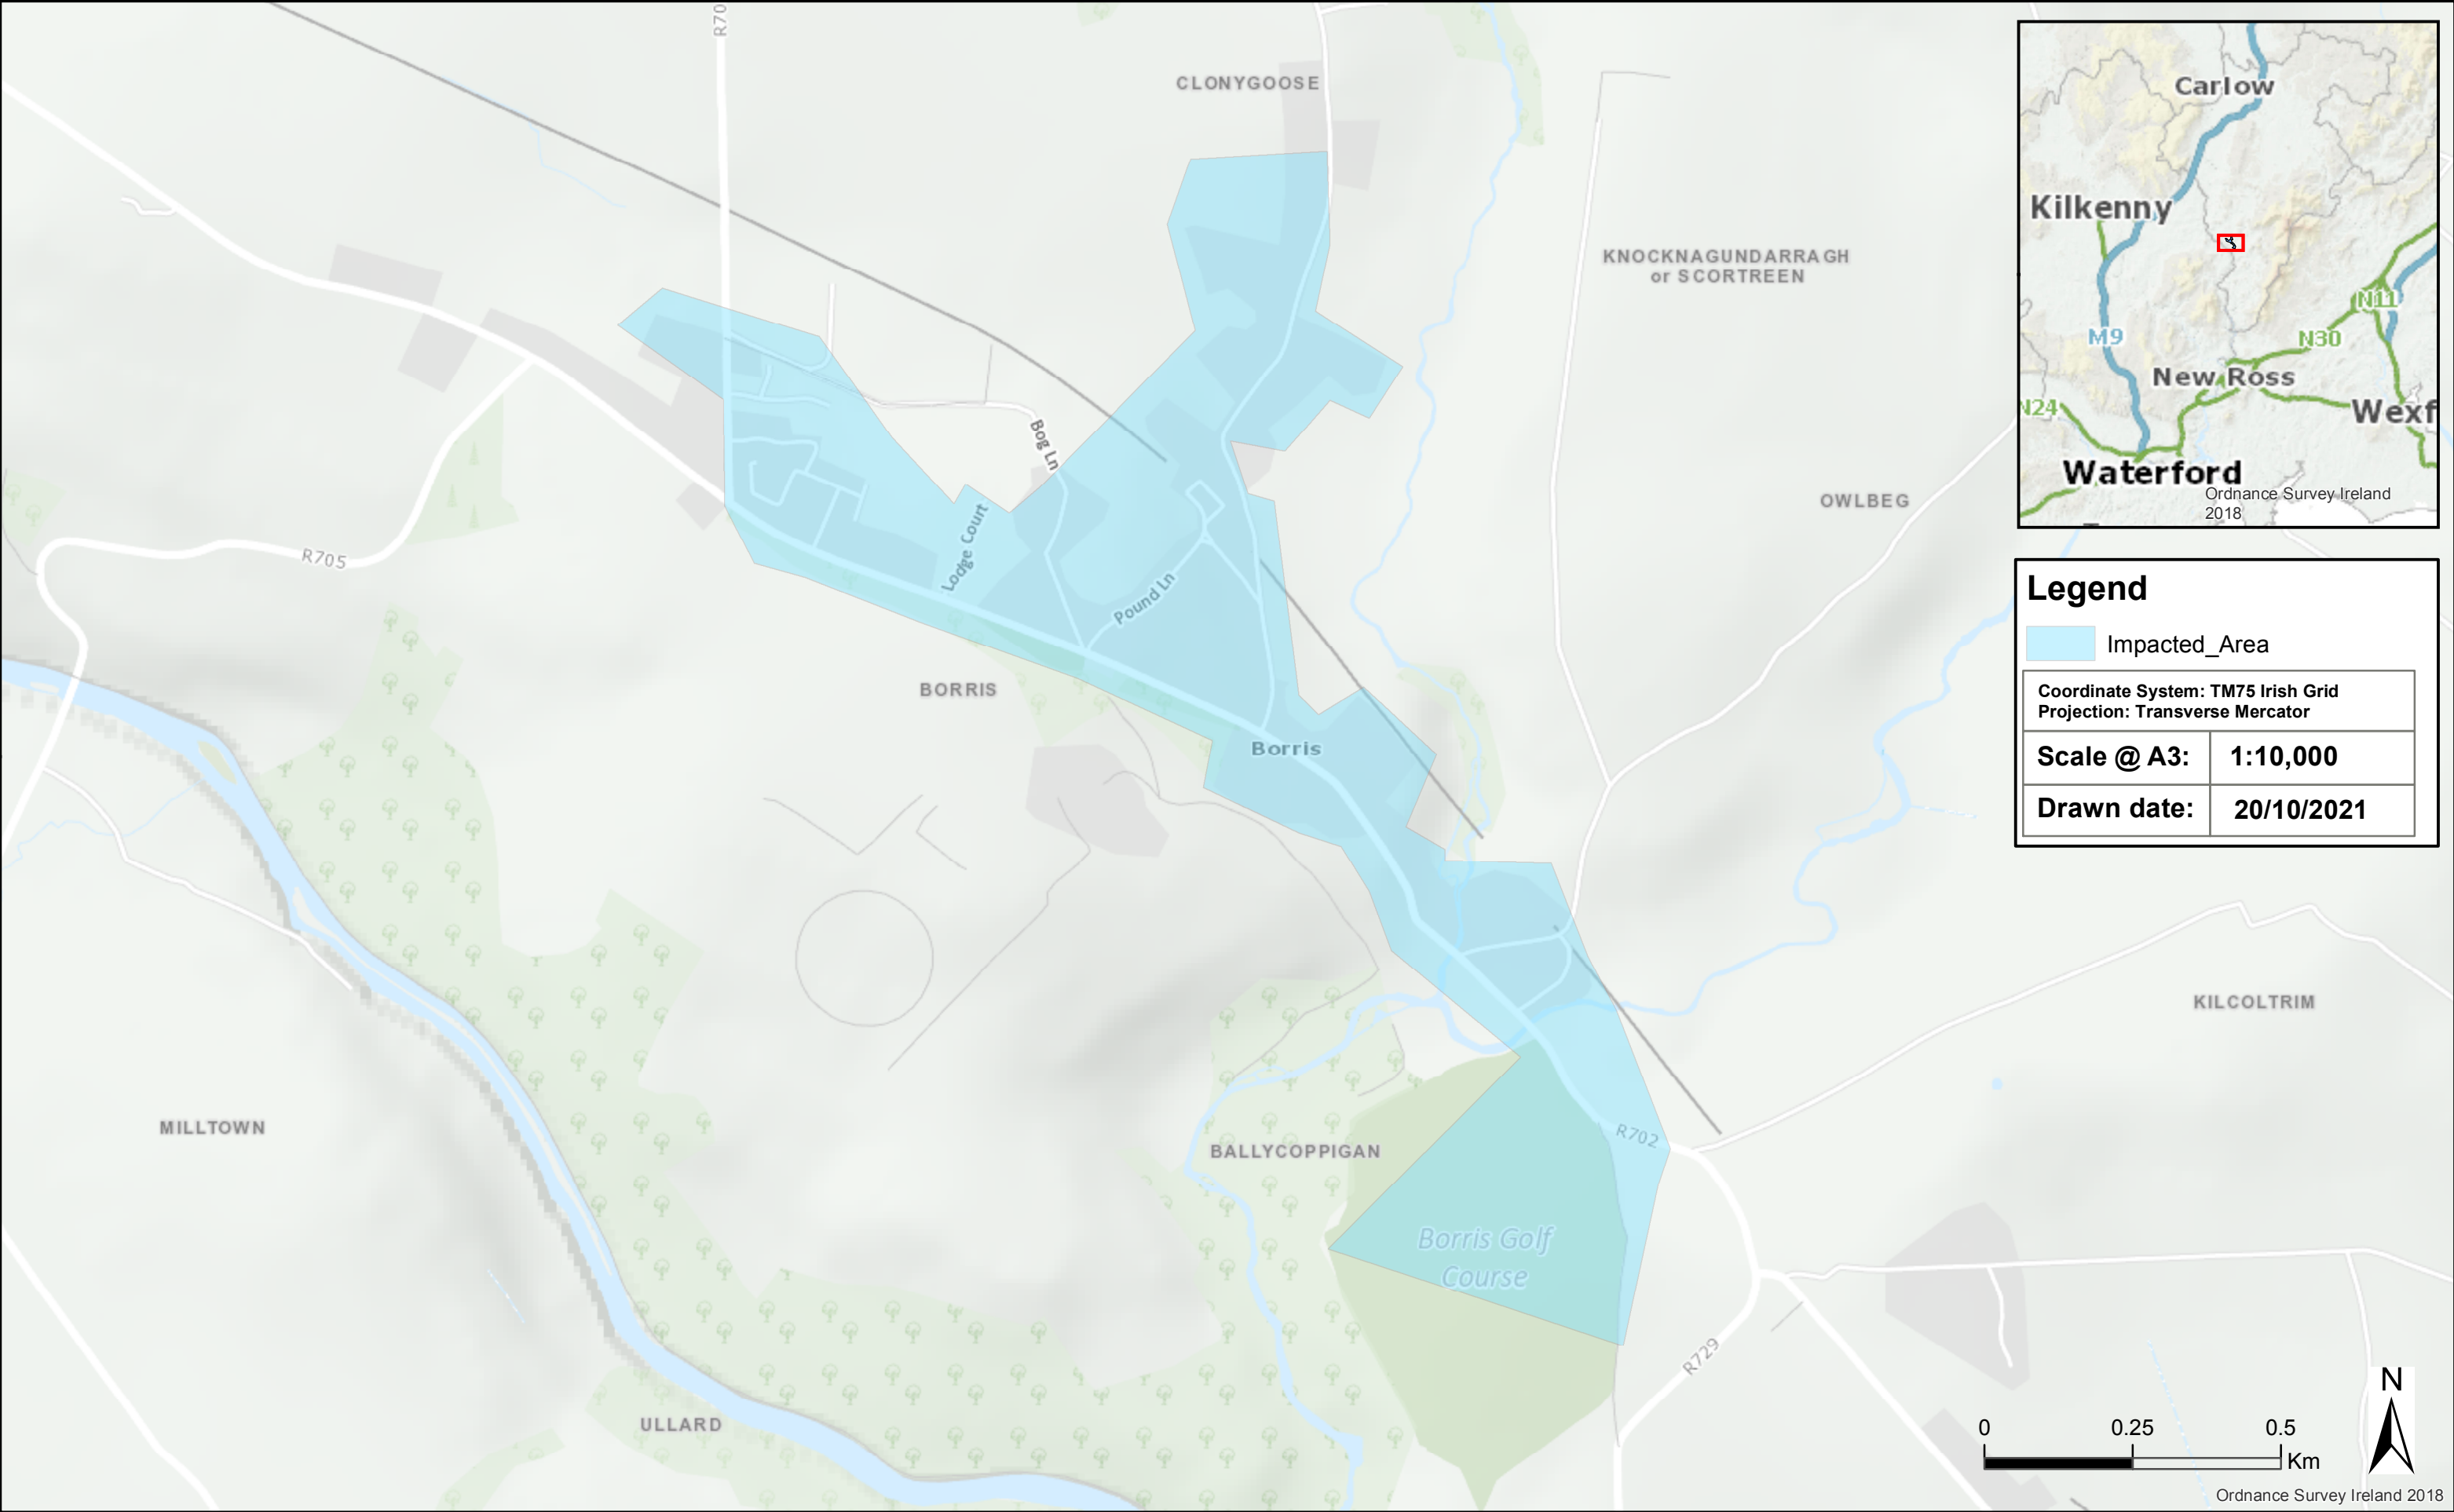 R70
CLONYGOOSE
KNOCKNAGUNDARRAGH
or SCORTREEN
OWLBEG
Bog Ln
Lodge Court
Pound Ln
R705
BORRIS
Borris
KILCOLTRIM
MILLTOWN
BALLYCOPPIGAN
R702
Borris Golf
Course
R729
ULLARD
Carlow
Kilkenny
N11
M9
N30
New Ross
N24
Wexf
Waterford
Ordnance Survey Ireland
2018
Legend
Impacted_Area
Coordinate System: TM75 Irish Grid
Projection: Transverse Mercator
Scale @ A3: 1:10,000
Drawn date: 20/10/2021
N
0 0.25 0.5
Km
Ordnance Survey Ireland 2018